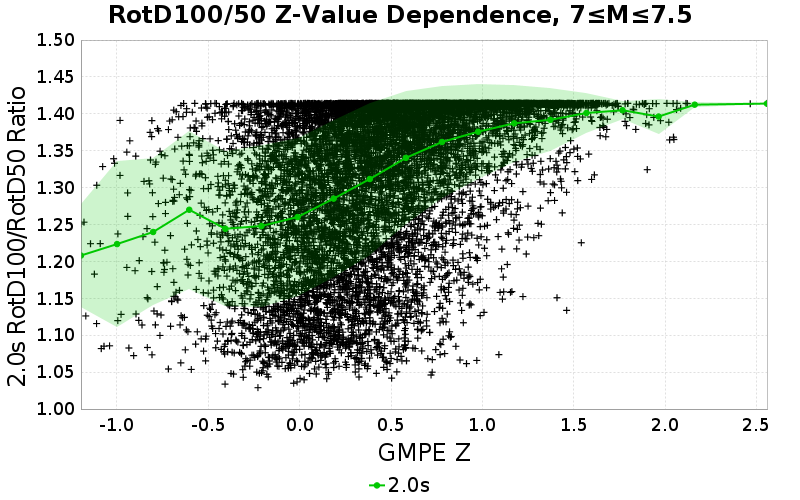 RotD100/50 Z-Value Dependence, 7≤M≤7.5
2.0s RotD100/RotD50 Ratio
1.50
1.45
1.40
1.35
1.30
1.25
1.20
1.15
1.10
1.05
1.00
-1.0 -0.5 0.0 0.5 1.0 1.5 2.0 2.5
GMPE Z
2.0s